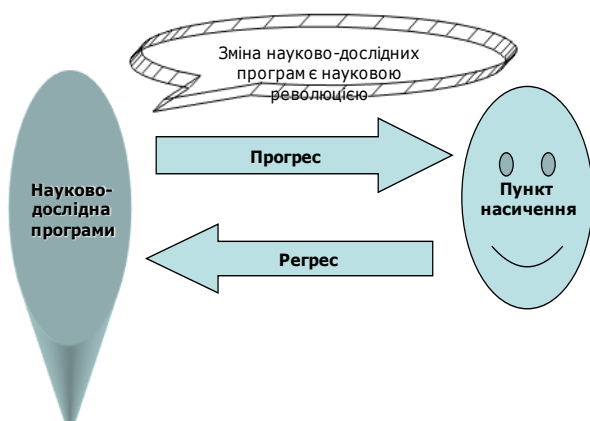 Зміна науково-дослідних
програм є науковою
революцією
Прогрес
Науково-
дослідна
програми
Пункт
насичення
Регрес